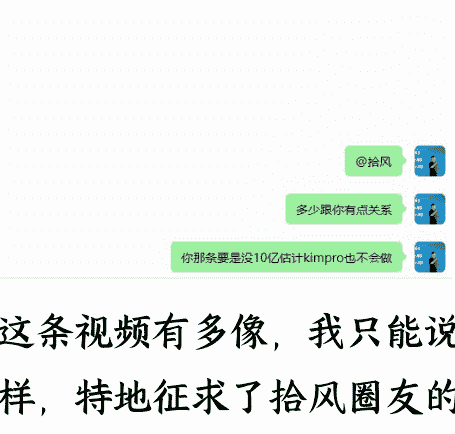 @拾风
多少跟你有点关系
你那条要是没10亿估计kimpro也不会做
这条视频有多像，我只能说
样，特地征求了拾风圈友的